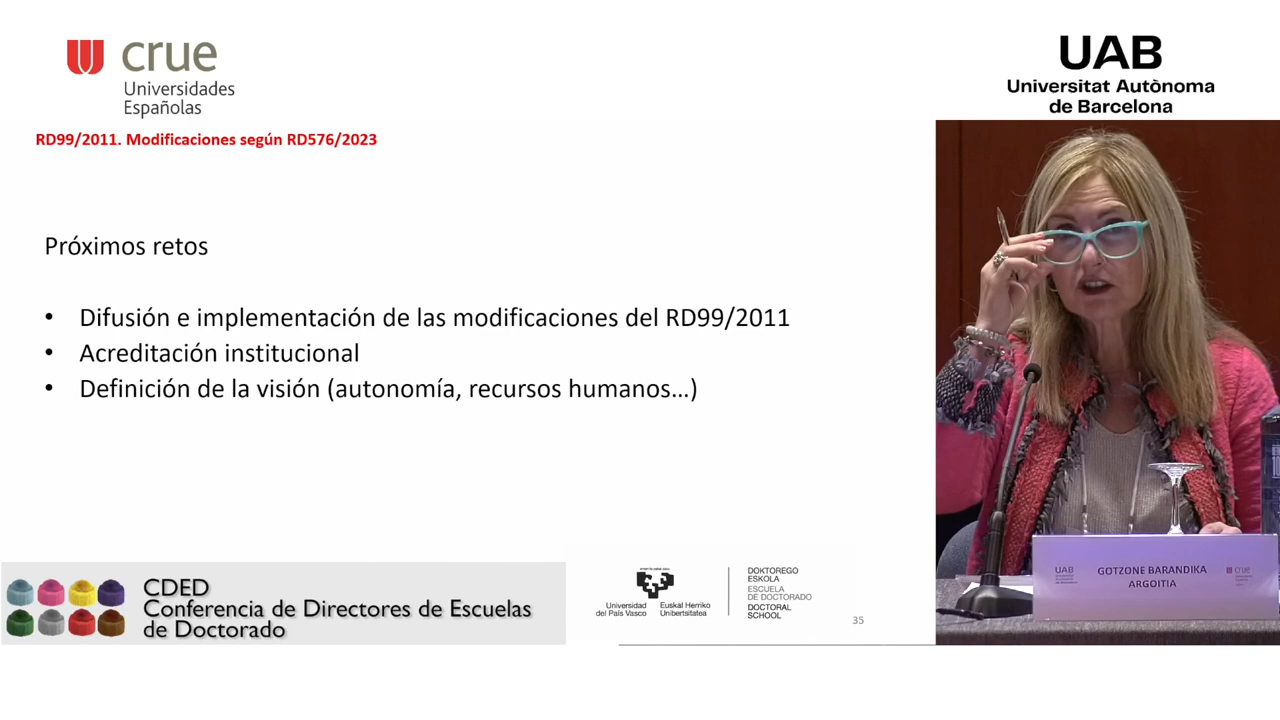 crue
Universidades
Españolas
UAB
Universitat Autònoma
de Barcelona
RD99/2011. Modificaciones según RD576/2023
Próximos retos
• Difusión e implementación de las modificaciones del RD99/2011
• Acreditación institucional
• Definición de la visión (autonomía, recursos humanos...)
CDED
Conferencia de Directores de Escuelas
de Doctorado
Universidad
del País Vasco
Euskal Herriko
Unibertsitatea
DOKTOREGO
ESKOLA
ESCUELA
DE DOCTORADO
DOCTORAL
SCHOOL
35
UAB
GOTZONE BARANDIKA
ARGOITIA
crue